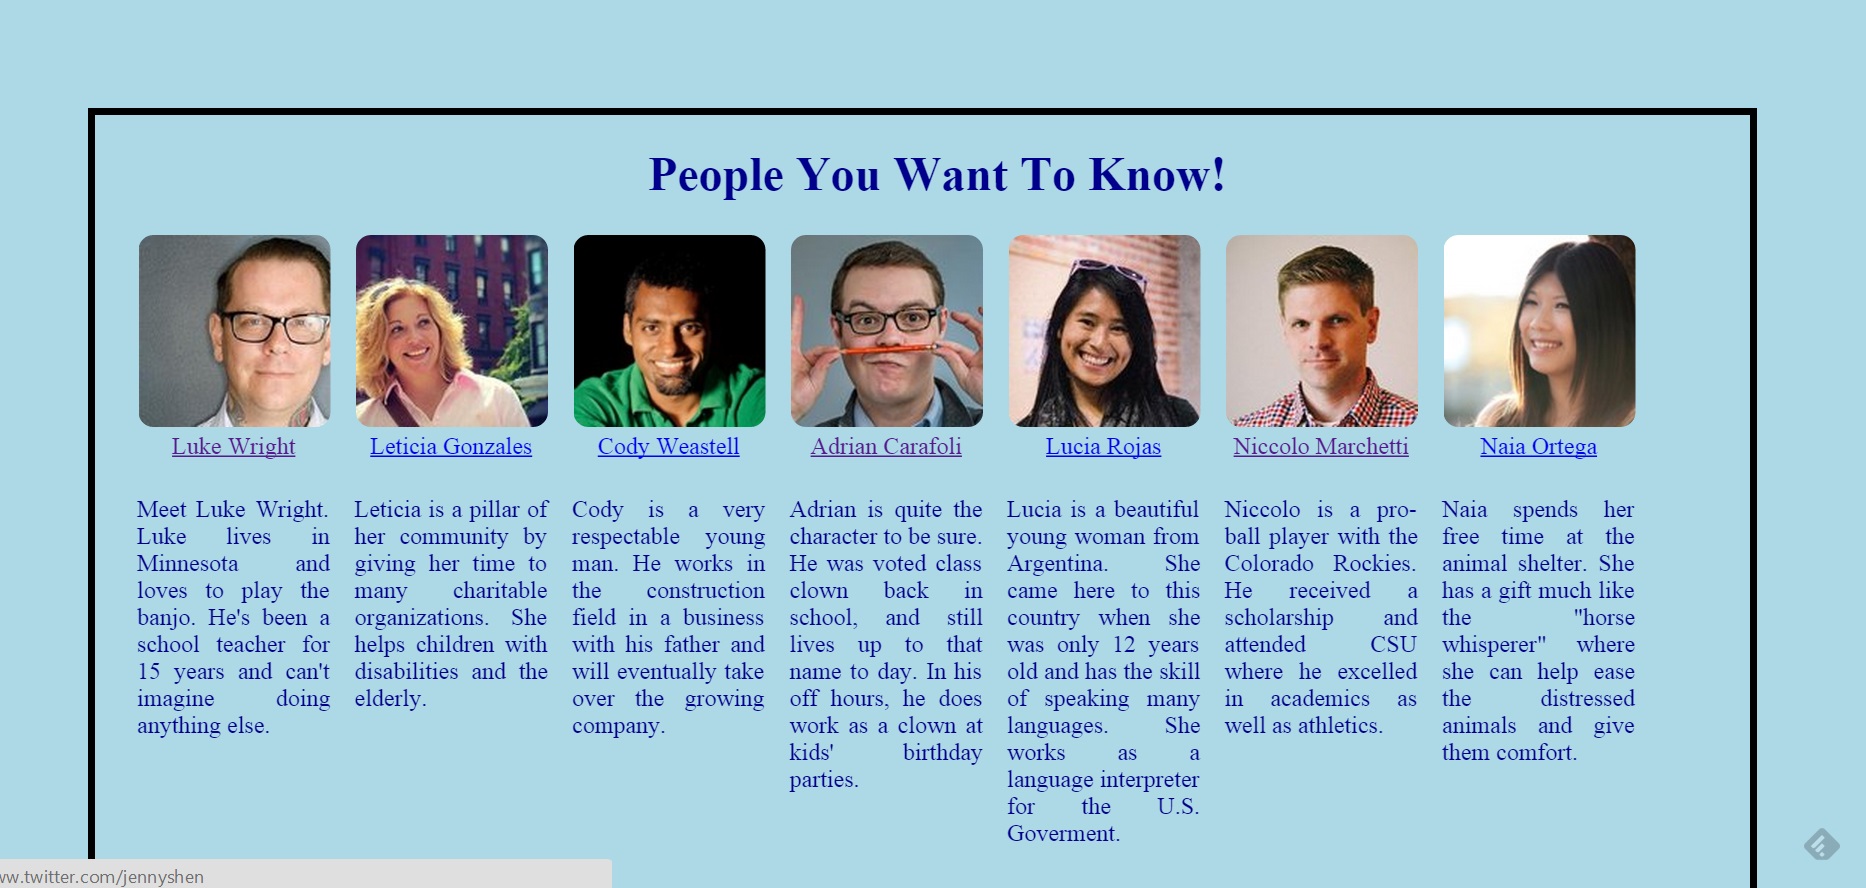 People You Want To Know!
Luke Wright
Leticia Gonzales
Cody Weastell
Adrian Carafoli
Lucia Rojas
Niccolo Marchetti
Naia Ortega
Meet Luke Wright.
Luke lives in
Minnesota and
loves to play the
banjo. He's been a
school teacher for
15 years and can't
imagine doing
anything else.
Leticia is a pillar of
her community by
giving her time to
many charitable
organizations. She
helps children with
disabilities and the
elderly.
Cody is a very
respectable young
man. He works in
the construction
field in a business
with his father and
will eventually take
over the growing
company.
Adrian is quite the
character to be sure.
He was voted class
clown back in
school, and still
lives up to that
name to day. In his
off hours, he does
work as a clown at
kids' birthday
parties.
Lucia is a beautiful
young woman from
Argentina. She
came here to this
country when she
was only 12 years
old and has the skill
of speaking many
languages. She
works as a
language interpreter
for the U.S.
Goverment.
Niccolo is a pro-
ball player with the
Colorado Rockies.
He received a
scholarship and
attended CSU
where he excelled
in academics as
well as athletics.
Naia spends her
free time at the
animal shelter. She
has a gift much like
the "horse
whisperer" where
she can help ease
the distressed
animals and give
them comfort.
ww.twitter.com/jennyshen